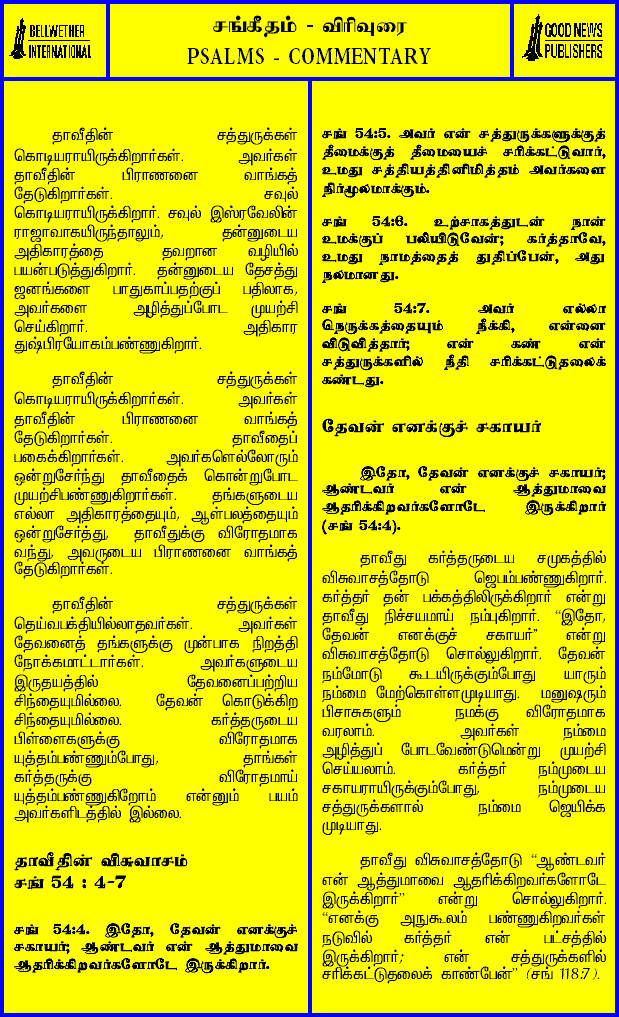 BELLWETHER
INTERNATIONAL
சங்கீதம் - விரிவுரை
PSALMS - COMMENTARY
GOOD NEWS
PUBLISHERS
தாவீதின் சத்துருக்கள்
கொடியராயிருக்கிறார்கள். அவர்கள்
தாவீதின் பிராணனை வாங்கத்
தேடுகிறார்கள். சவுல்
கொடியராயிருக்கிறார். சவுல் இஸ்ரவேலின்
ராஜாவாகயிருந்தாலும், தன்னுடைய
அதிகாரத்தை தவறான வழியில்
பயன்படுத்துகிறார். தன்னுடைய தேசத்து
ஜனங்களை பாதுகாப்பதற்குப் பதிலாக,
அவர்களை அழித்துப்போட முயற்சி
செய்கிறார். அதிகார
துஷ்பிரயோகம்பண்ணுகிறார்.
தாவீதின் சத்துருக்கள்
கொடியராயிருக்கிறார்கள். அவர்கள்
தாவீதின் பிராணனை வாங்கத்
தேடுகிறார்கள். தாவீதைப்
பகைக்கிறார்கள். அவர்களெல்லோரும்
ஒன்றுசேர்ந்து தாவீதைக் கொன்றுபோட
முயற்சிபண்ணுகிறார்கள். தங்களுடைய
எல்லா அதிகாரத்தையும், ஆள்பலத்தையும்
ஒன்றுசேர்த்து, தாவீதுக்கு விரோதமாக
வந்து, அவருடைய பிராணனை வாங்கத்
தேடுகிறார்கள்.
தாவீதின் சத்துருக்கள்
தெய்வபக்தியில்லாதவர்கள். அவர்கள்
தேவனைத் தங்களுக்கு முன்பாக நிறத்தி
நோக்கமாட்டார்கள். அவர்களுடைய
இருதயத்தில் தேவனைப்பற்றிய
சிந்தையுமில்லை. தேவன் கொடுக்கிற
சிந்தையுமில்லை. கர்த்தருடைய
பிள்ளைகளுக்கு விரோதமாக
யுத்தம்பண்ணும்போது, தாங்கள்
கர்த்தருக்கு விரோதமாய்
யுத்தம்பண்ணுகிறோம் என்னும் பயம்
அவர்களிடத்தில் இல்லை.
தாவீதின் விசுவாசம்
சங் 54 : 4-7
சங் 54:4. இதோ, தேவன் எனக்குச்
சகாயர்; ஆண்டவர் என் ஆத்துமாவை
ஆதரிக்கிறவர்களோடே இருக்கிறார்.
சங் 54:5. அவர் என் சத்துருக்களுக்குத்
தீமைக்குத் தீமையைச் சரிக்கட்டுவார்,
உமது சத்தியத்தினிமித்தம் அவர்களை
நிர்மூலமாக்கும்.
சங் 54:6. உற்சாகத்துடன் நான்
உமக்குப் பலியிடுவேன்; கர்த்தாவே,
உமது நாமத்தைத் துதிப்பேன், அது
நலமானது.
சங் 54:7. அவர் எல்லா
நெருக்கத்தையும் நீக்கி, என்னை
விடுவித்தார்; என் கண் என்
சத்துருக்களில் நீதி சரிக்கட்டுதலைக்
கண்டது.
தேவன் எனக்குச் சகாயர்
இதோ, தேவன் எனக்குச் சகாயர்;
ஆண்டவர் என் ஆத்துமாவை
ஆதரிக்கிறவர்களோடே இருக்கிறார்
(சங் 54:4).
தாவீது கர்த்தருடைய சமுகத்தில்
விசுவாசத்தோடு ஜெபம்பண்ணுகிறார்.
கர்த்தர் தன் பக்கத்திலிருக்கிறார் என்று
தாவீது நிச்சயமாய் நம்புகிறார். "இதோ,
தேவன் எனக்குச் சகாயர்" என்று
விசுவாசத்தோடு சொல்லுகிறார். தேவன்
நம்மோடு கூடயிருக்கும்போது யாரும்
நம்மை மேற்கொள்ளமுடியாது. மனுஷரும்
பிசாசுகளும் நமக்கு விரோதமாக
வரலாம். அவர்கள் நம்மை
அழித்துப் போடவேண்டுமென்று முயற்சி
செய்யலாம். கர்த்தர் நம்முடைய
சகாயராயிருக்கும்போது, நம்முடைய
சத்துருக்களால் நம்மை ஜெயிக்க
முடியாது.
தாவீது விசுவாசத்தோடு "ஆண்டவர்
என் ஆத்துமாவை ஆதரிக்கிறவர்களோடே
இருக்கிறார்" என்று சொல்லுகிறார்.
"எனக்கு அநுகூலம் பண்ணுகிறவர்கள்
நடுவில் கர்த்தர் என் பட்சத்தில்
இருக்கிறார்; என் சத்துருக்களில்
சரிக்கட்டுதலைக் காண்பேன்" (சங் 118:7).